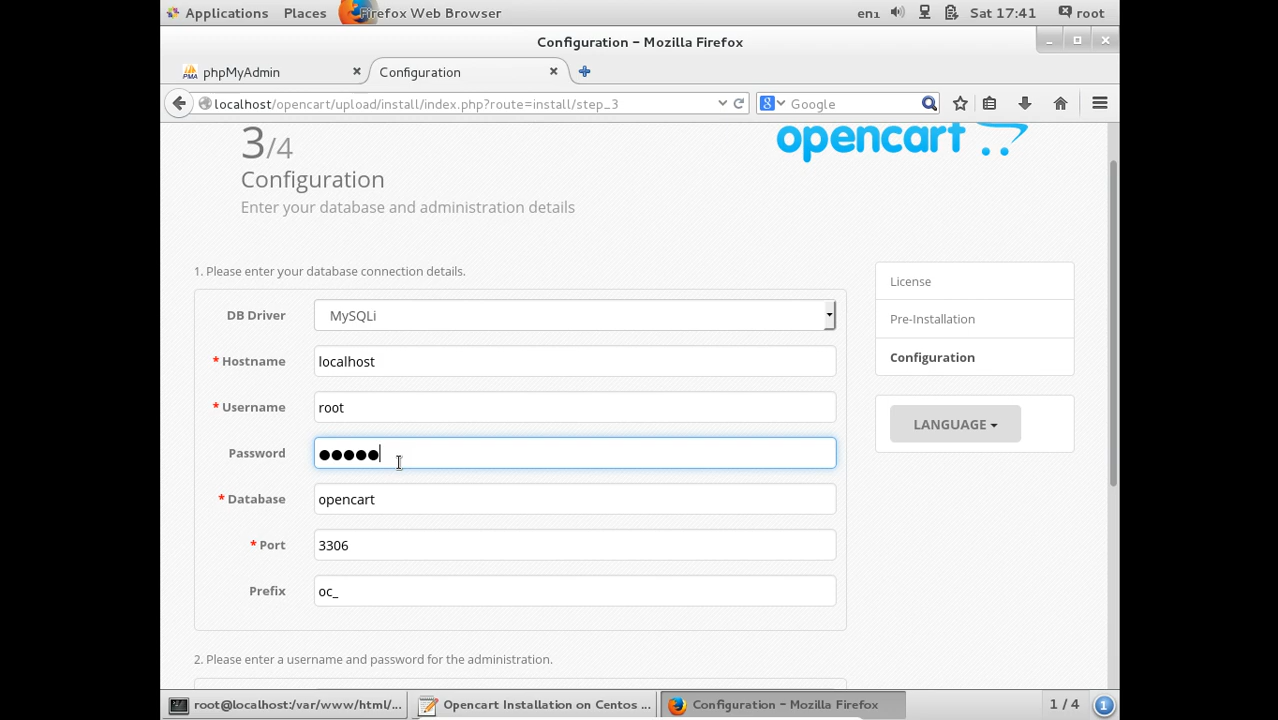 Applications Places Firefox Web Browser en1 Sat 17:41 root
Configuration - Mozilla Firefox
PMA phpMyAdmin Configuration
localhost/opencart/upload/install/index.php?route=install/step_3 8 Google
3/4 opencart
Configuration
Enter your database and administration details
1. Please enter your database connection details.
License
DB Driver MySQLi
Pre-Installation
* Hostname localhost
Configuration
* Username root
LANGUAGE
Password ●●●●●
* Database opencart
* Port 3306
Prefix oc_
2. Please enter a username and password for the administration.
root@localhost:/var/www/html/... Opencart Installation on Centos ... Configuration - Mozilla Firefox 1 / 4 1